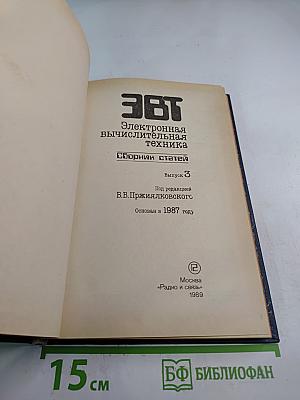 ЭВТ
Электронная
вычислительная
техника
Сборник статей
Выпуск 3
Под редакцией
В.В.Пржиялковского
Основан в 1987 году
Москва
«Радио и связь»
1989
15 см
БФ БИБЛИОФАН